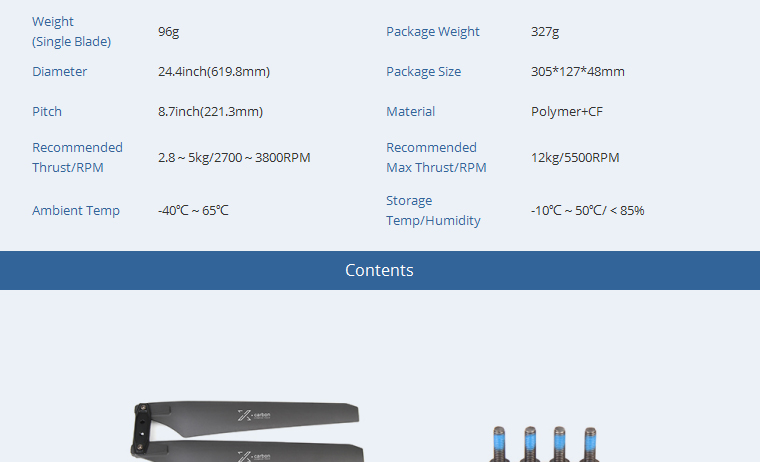 Weight
(Single Blade)
96g
Package Weight
327g
Diameter
24.4inch(619.8mm)
Package Size
305*127*48mm
Pitch
8.7inch(221.3mm)
Material
Polymer+CF
Recommended
Thrust/RPM
2.8～5kg/2700～3800RPM
Recommended
Max Thrust/RPM
12kg/5500RPM
Ambient Temp
-40℃～65℃
Storage
Temp/Humidity
-10℃～50℃/＜85%
Contents
X-carbon
X-carbon